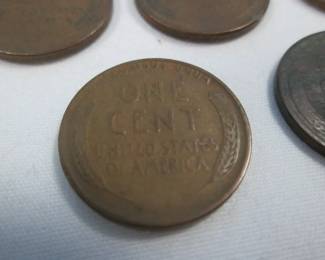 ONE
CENT
UNITED STATES
OF AMERICA